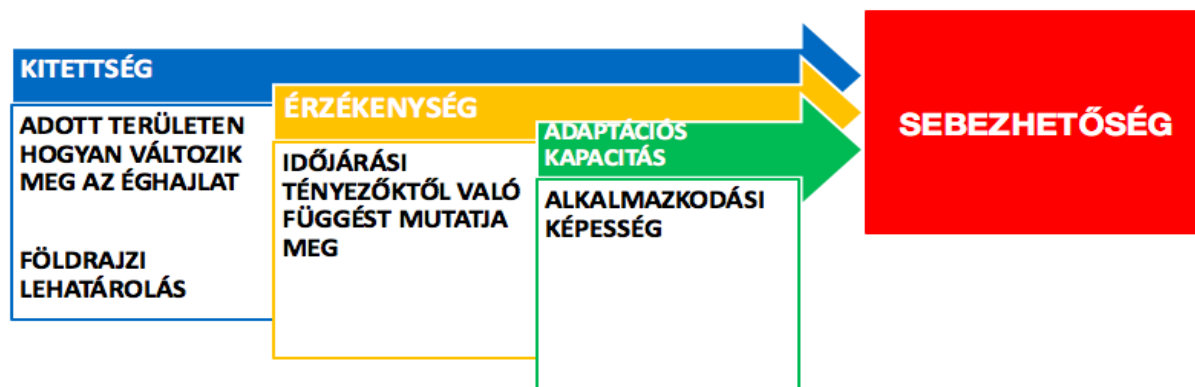 KITETTSÉG
ADOTT TERÜLETEN
HOGYAN VÁLTOZIK
MEG AZ ÉGHAJLAT
FÖLDRAJZI
LEHATÁROLÁS
ÉRZÉKENYSÉG
IDŐJÁRÁSI
TÉNYEZŐKTŐL VALÓ
FÜGGÉST MUTATJA
MEG
ADAPTÁCIÓS
KAPACITÁS
ALKALMAZKODÁSI
KÉPESSÉG
SEBEZHETŐSÉG